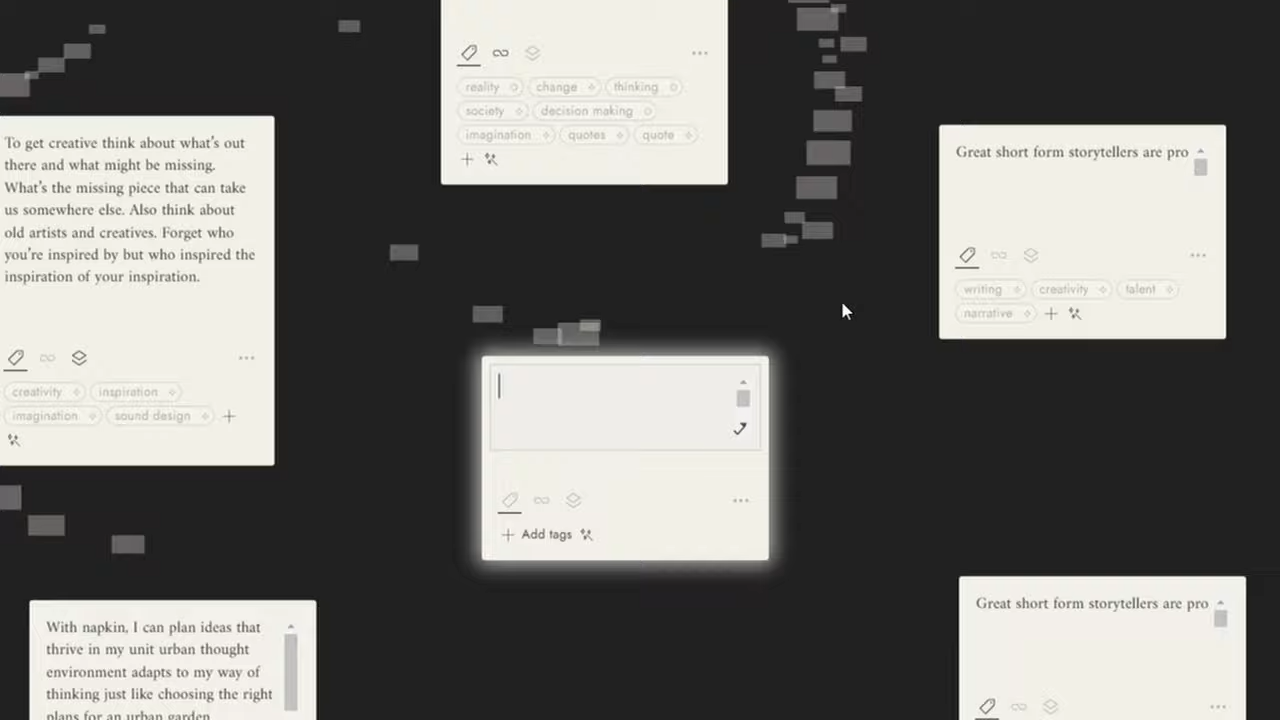 reality change thinking
society decision making
imagination quotes quote
To get creative think about what's out
there and what might be missing.
What's the missing piece that can take
us somewhere else. Also think about
old artists and creatives. Forget who
you're inspired by but who inspired the
inspiration of your inspiration.
creativity inspiration
imagination sound design
Great short form storytellers are pro
writing creativity talent
narrative
Add tags
With napkin, I can plan ideas that
thrive in my unit urban thought
environment adapts to my way of
thinking just like choosing the right
plans for an urban garden
Great short form storytellers are pro